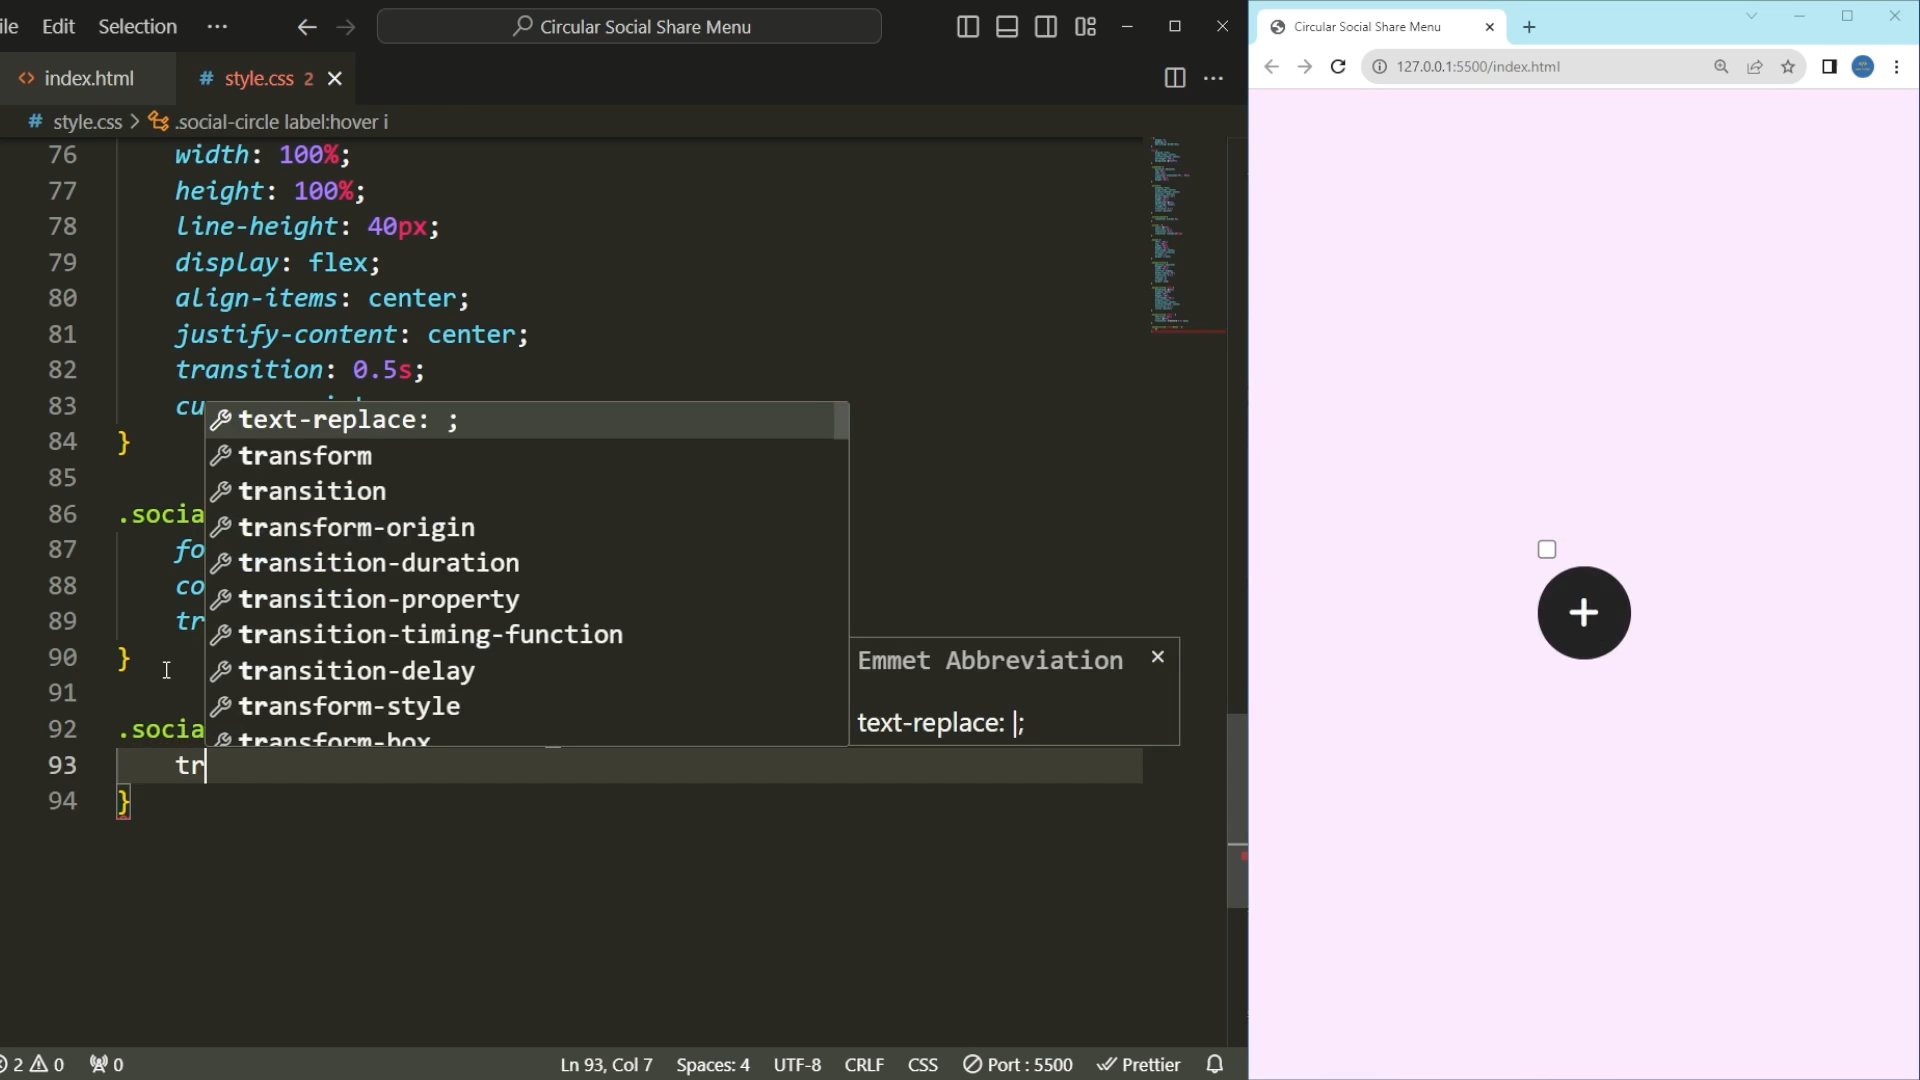 ile Edit Selection ···
Circular Social Share Menu
index.html
# style.css 2
# style.css > .social-circle label:hover i
76 width: 100%;
77 height: 100%;
78 line-height: 40px;
79 display: flex;
80 align-items: center;
81 justify-content: center;
82 transition: 0.5s;
83 cu
84 }
85
86 .socia
87 fo
88 co
89 tr
90 }
91
92 .socia
93 tr
94 }
text-replace: ;
transform
transition
transform-origin
transition-duration
transition-property
transition-timing-function
transition-delay
transform-style
transform-box
Emmet Abbreviation
text-replace: |;
2 0 0
Ln 93, Col 7 Spaces: 4 UTF-8 CRLF CSS Port : 5500 Prettier
Circular Social Share Menu
127.0.0.1:5500/index.html